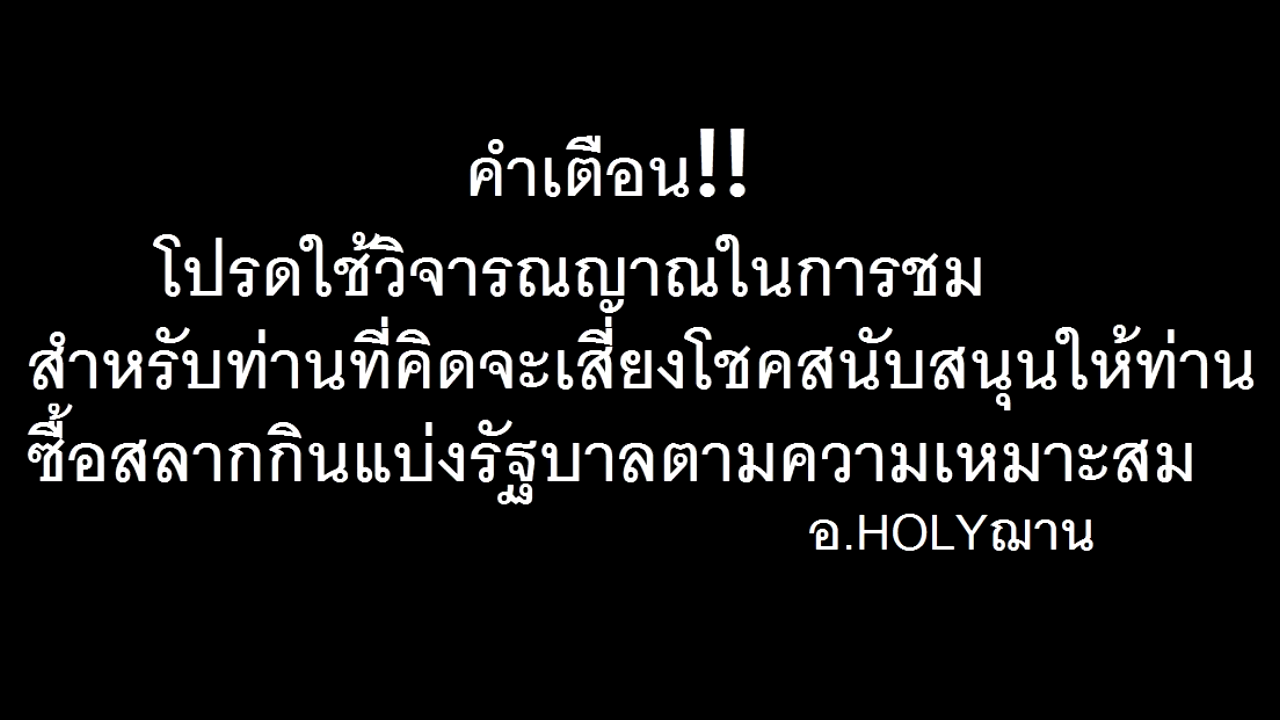 คำเตือน!!
โปรดใช้วิจารณญาณในการชม
สำหรับท่านที่คิดจะเสี่ยงโชคสนับสนุนให้ท่าน
ซื้อสลากกินแบ่งรัฐบาลตามความเหมาะสม
อ.HOLYฌาน